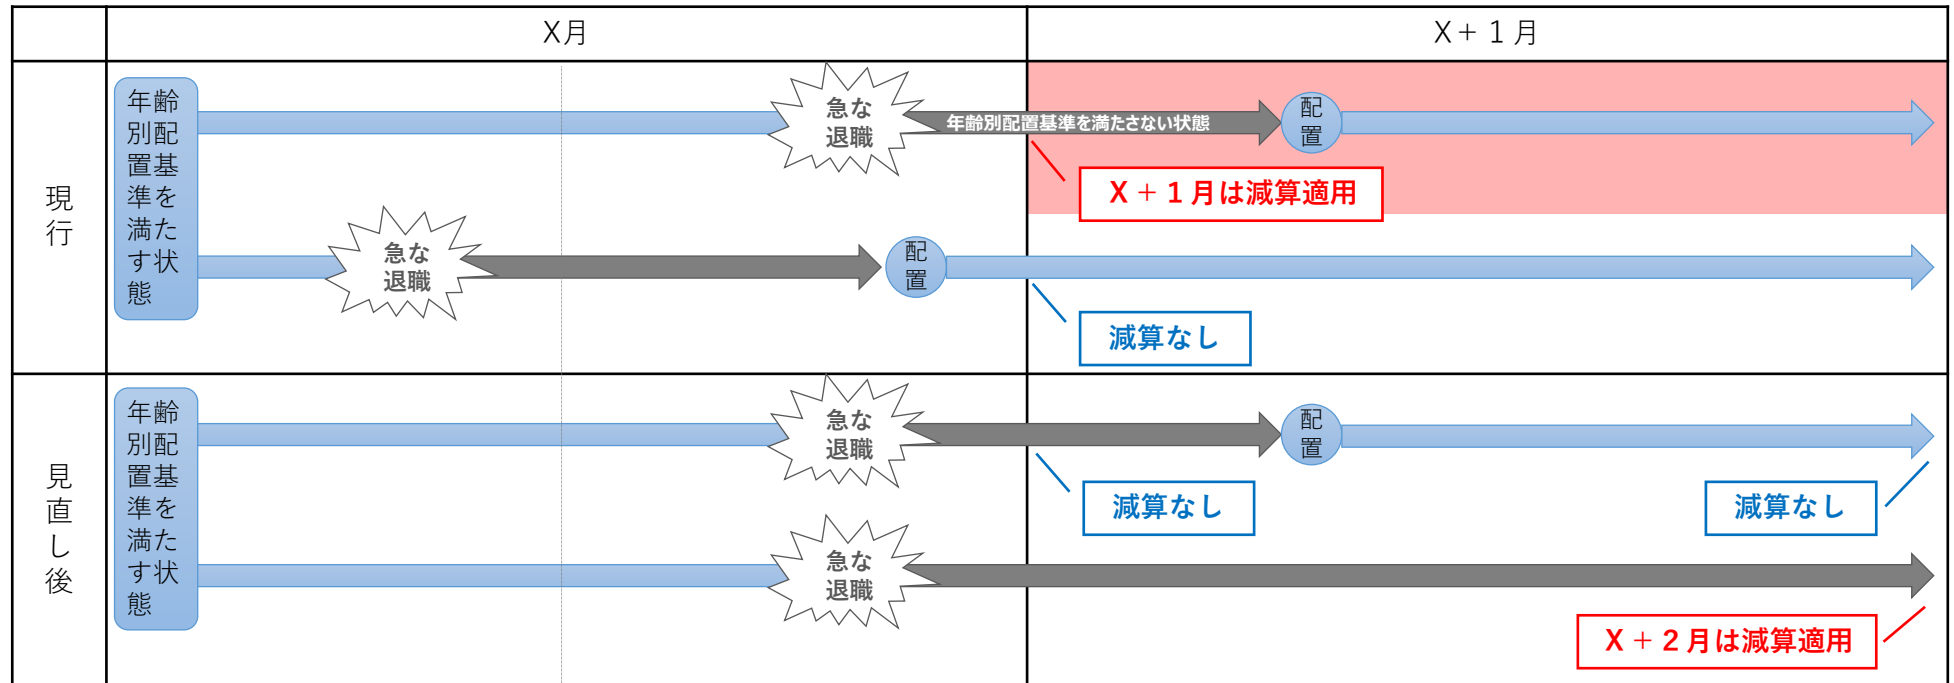 X月
X+１月
現行
年齢
別配
置基
準を
満た
す状
態
急な
退職
年齢別配置基準を満たさない状態
配
置
X＋１月は減算適用
急な
退職
配
置
減算なし
見直し後
年齢
別配
置基
準を
満た
す状
態
急な
退職
配
置
減算なし
減算なし
急な
退職
X＋２月は減算適用